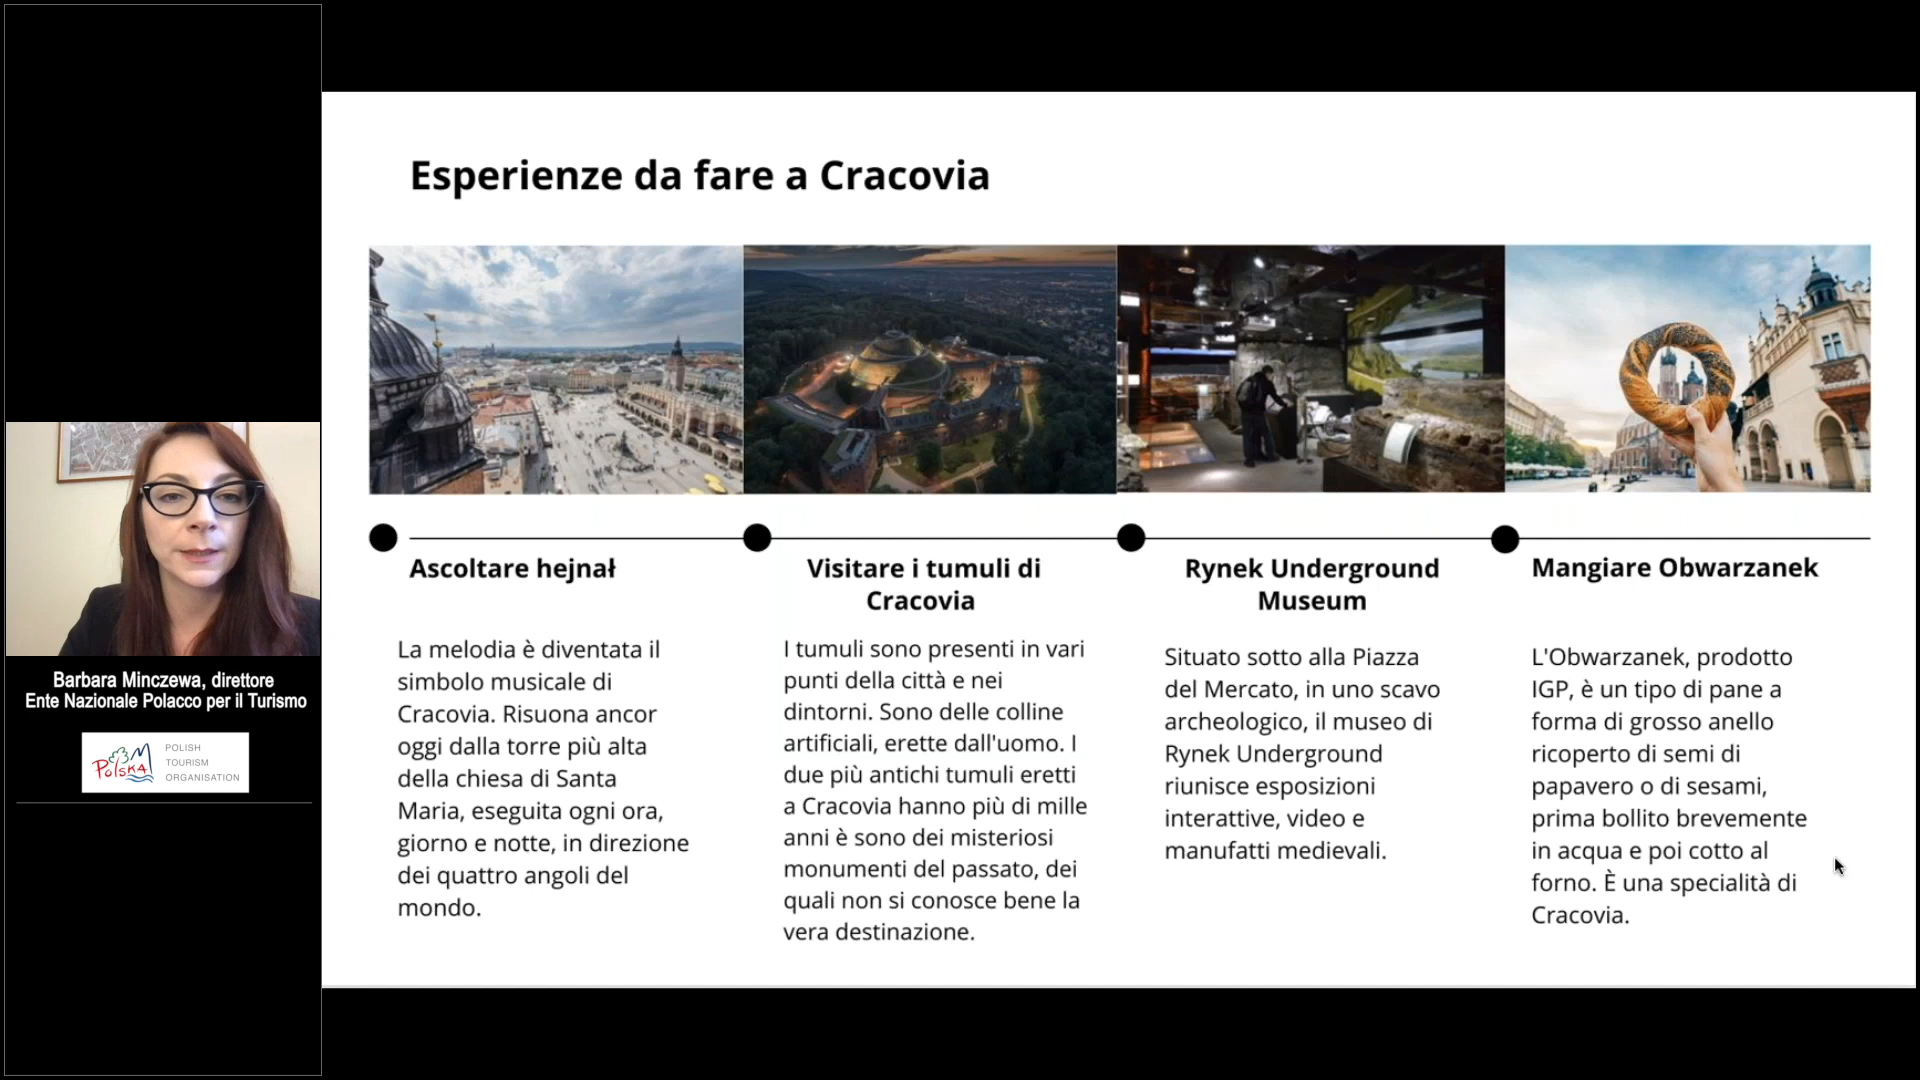 Esperienze da fare a Cracovia
Ascoltare hejnał
La melodia è diventata il
simbolo musicale di
Cracovia. Risuona ancor
oggi dalla torre più alta
della chiesa di Santa
Maria, eseguita ogni ora,
giorno e notte, in direzione
dei quattro angoli del
mondo.
Visitare i tumuli di
Cracovia
I tumuli sono presenti in vari
punti della città e nei
dintorni. Sono delle colline
artificiali, erette dall'uomo. I
due più antichi tumuli eretti
a Cracovia hanno più di mille
anni è sono dei misteriosi
monumenti del passato, dei
quali non si conosce bene la
vera destinazione.
Rynek Underground
Museum
Situato sotto alla Piazza
del Mercato, in uno scavo
archeologico, il museo di
Rynek Underground
riunisce esposizioni
interattive, video e
manufatti medievali.
Mangiare Obwarzanek
L'Obwarzanek, prodotto
IGP, è un tipo di pane a
forma di grosso anello
ricoperto di semi di
papavero o di sesami,
prima bollito brevemente
in acqua e poi cotto al
forno. È una specialità di
Cracovia.
Barbara Minczewa, direttore
Ente Nazionale Polacco per il Turismo
POLSKA
POLISH
TOURISM
ORGANISATION